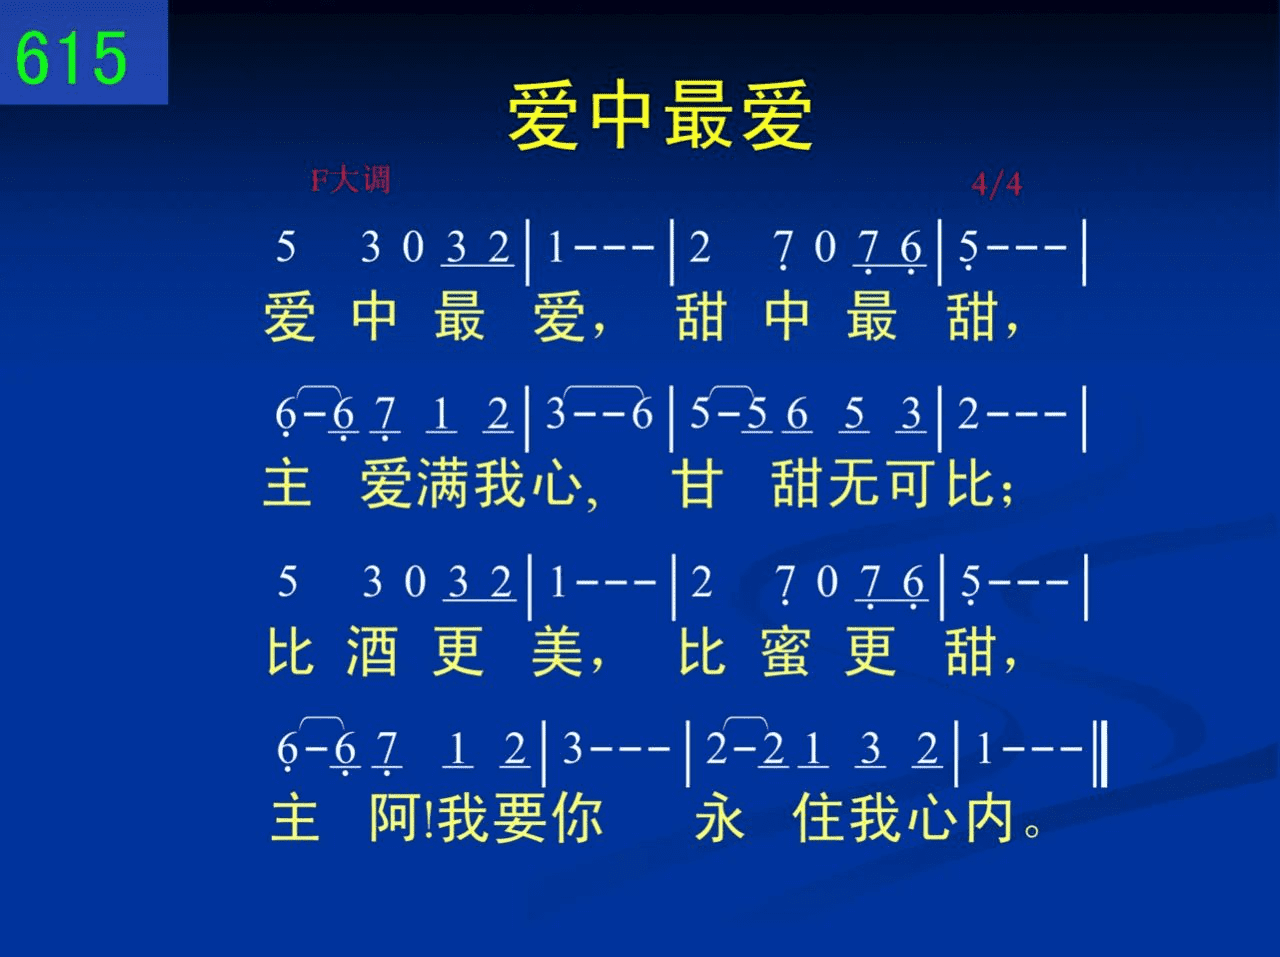 615
爱中最爱
F大调 4/4
5 3 0 3 2|1---|2 7̣ 0 7̣ 6̣|5̣---|
爱 中 最 爱， 甜 中 最 甜，
6̣-6̣ 7̣ 1 2|3--6|5-5 6 5 3|2---|
主 爱满我心, 甘 甜无可比；
5 3 0 3 2|1---|2 7̣ 0 7̣ 6̣|5̣---|
比 酒 更 美， 比 蜜 更 甜，
6̣-6̣ 7̣ 1 2|3---|2-2 1 3 2|1---‖
主 阿!我要你 永 住我心内。